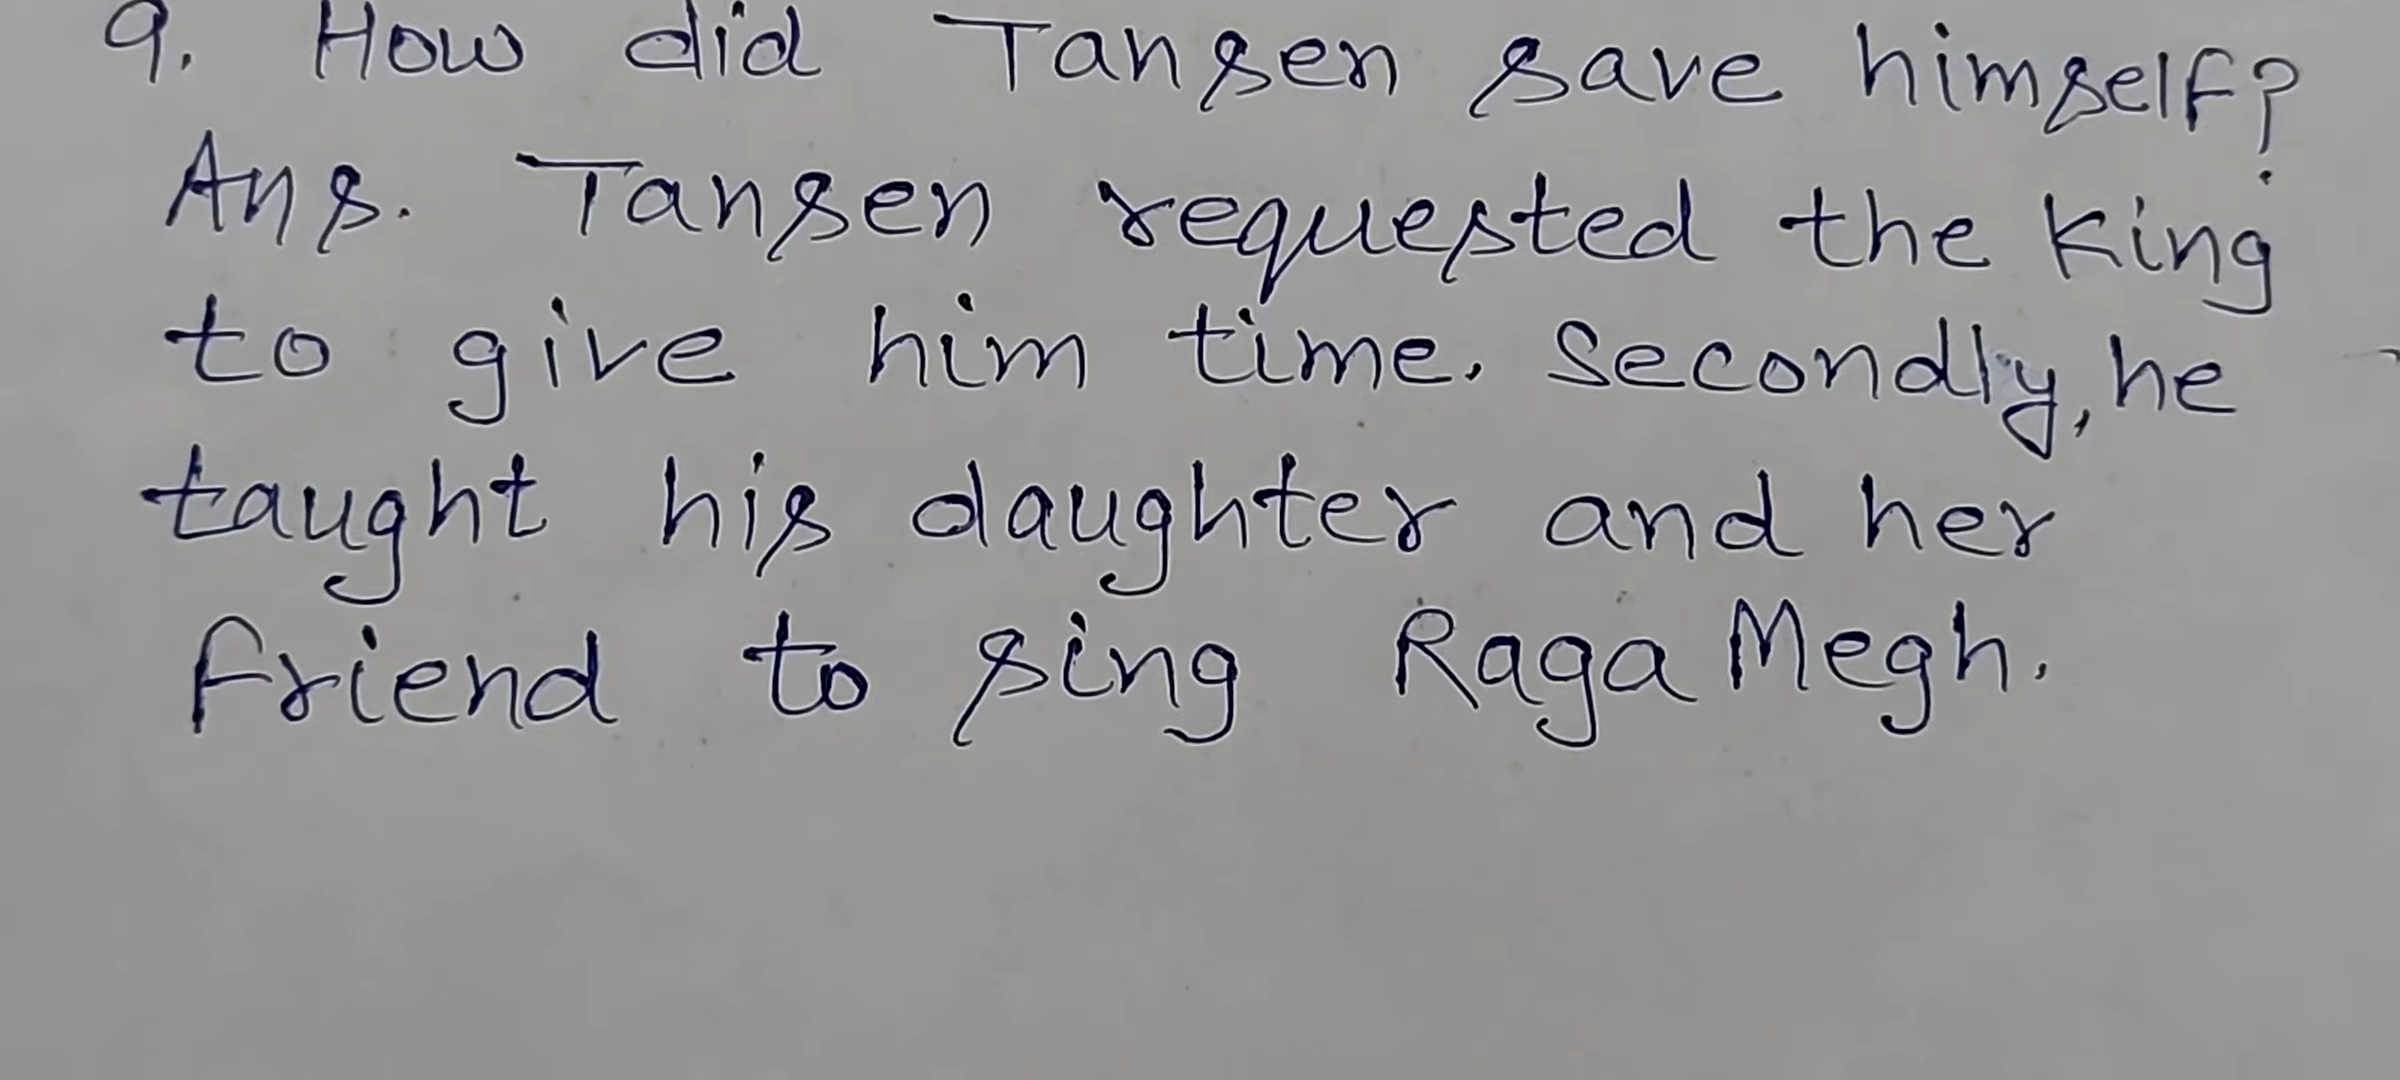 9. How did Tansen save himself?
Ans. Tansen requested the King
to give him time. Secondly, he
taught his daughter and her
friend to sing Raga Megh.